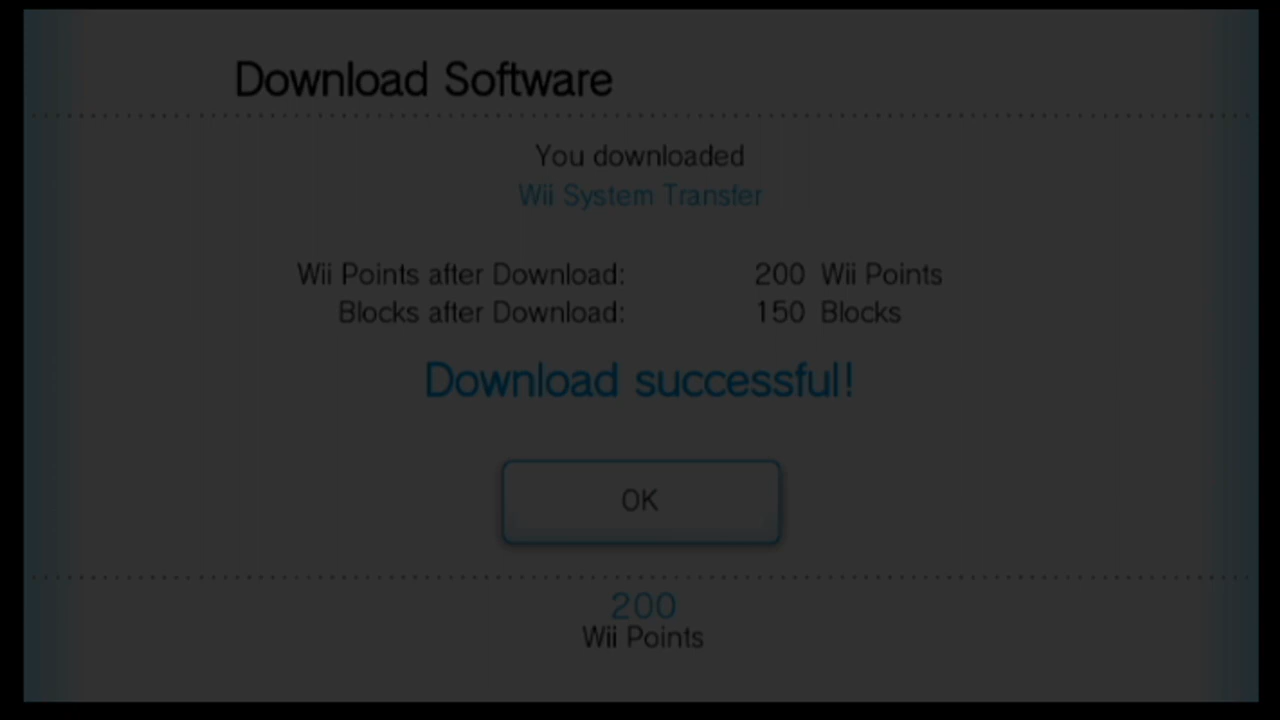 Download Software
You downloaded
Wii System Transfer
Wii Points after Download: 200 Wii Points
Blocks after Download: 150 Blocks
Download successful!
OK
200
Wii Points